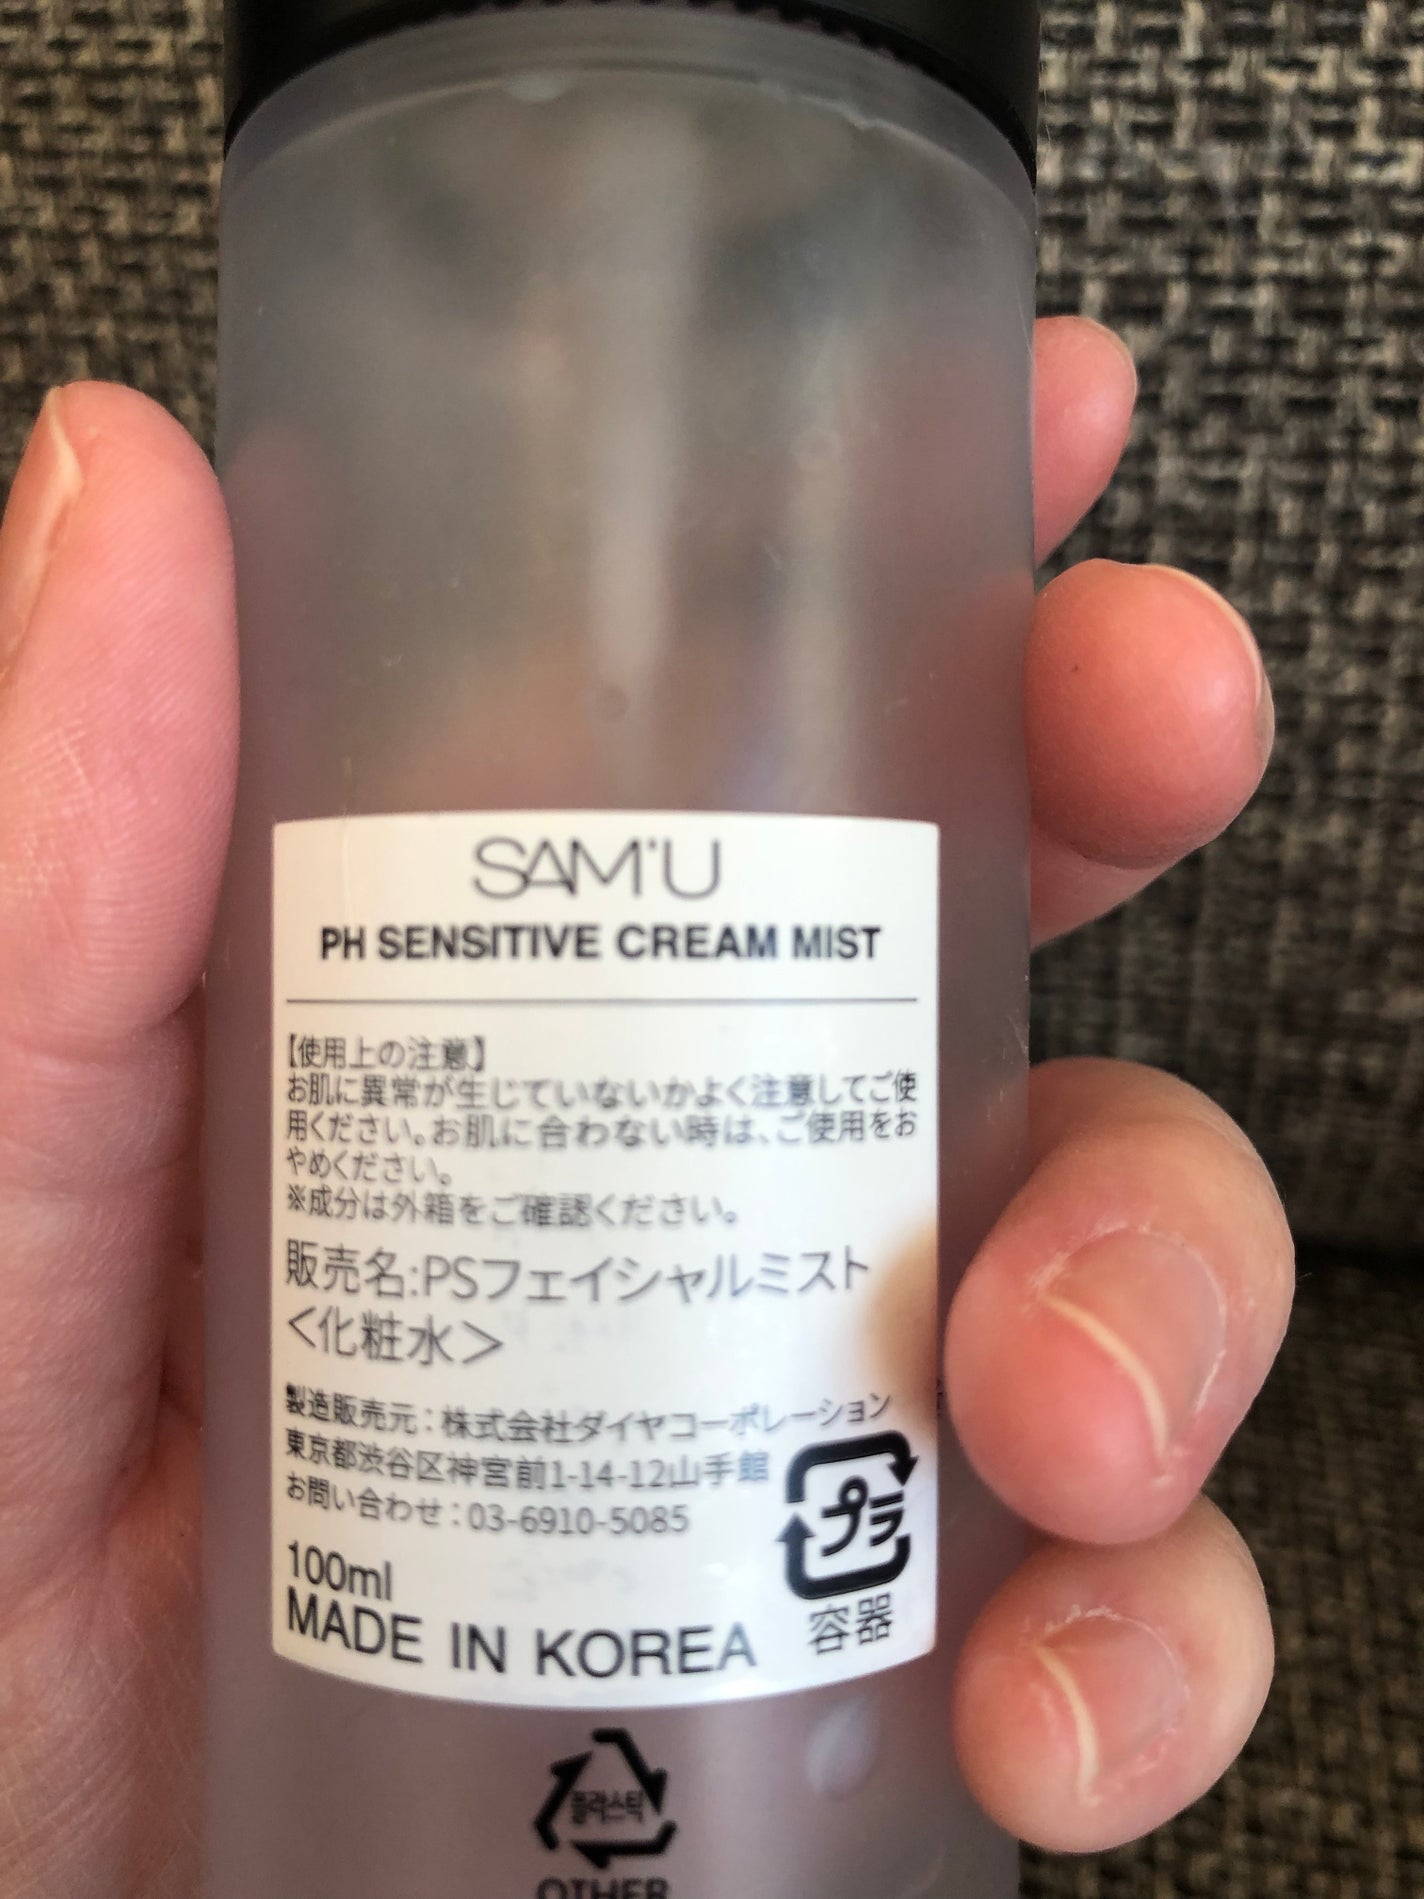 SAM'U
PH SENSITIVE CREAM MIST
【使用上の注意】
お肌に異常が生じていないかよく注意してご使
用ください。お肌に合わない時は、ご使用をお
やめください。
※成分は外箱をご確認ください。
販売名:PSフェイシャルミスト
<化粧水>
製造販売元:株式会社ダイヤコーポレーション
東京都渋谷区神宮前1-14-12山手館
お問い合わせ:03-6910-5085
プラ
容器
100ml
MADE IN KOREA
플라스틱
OTHER